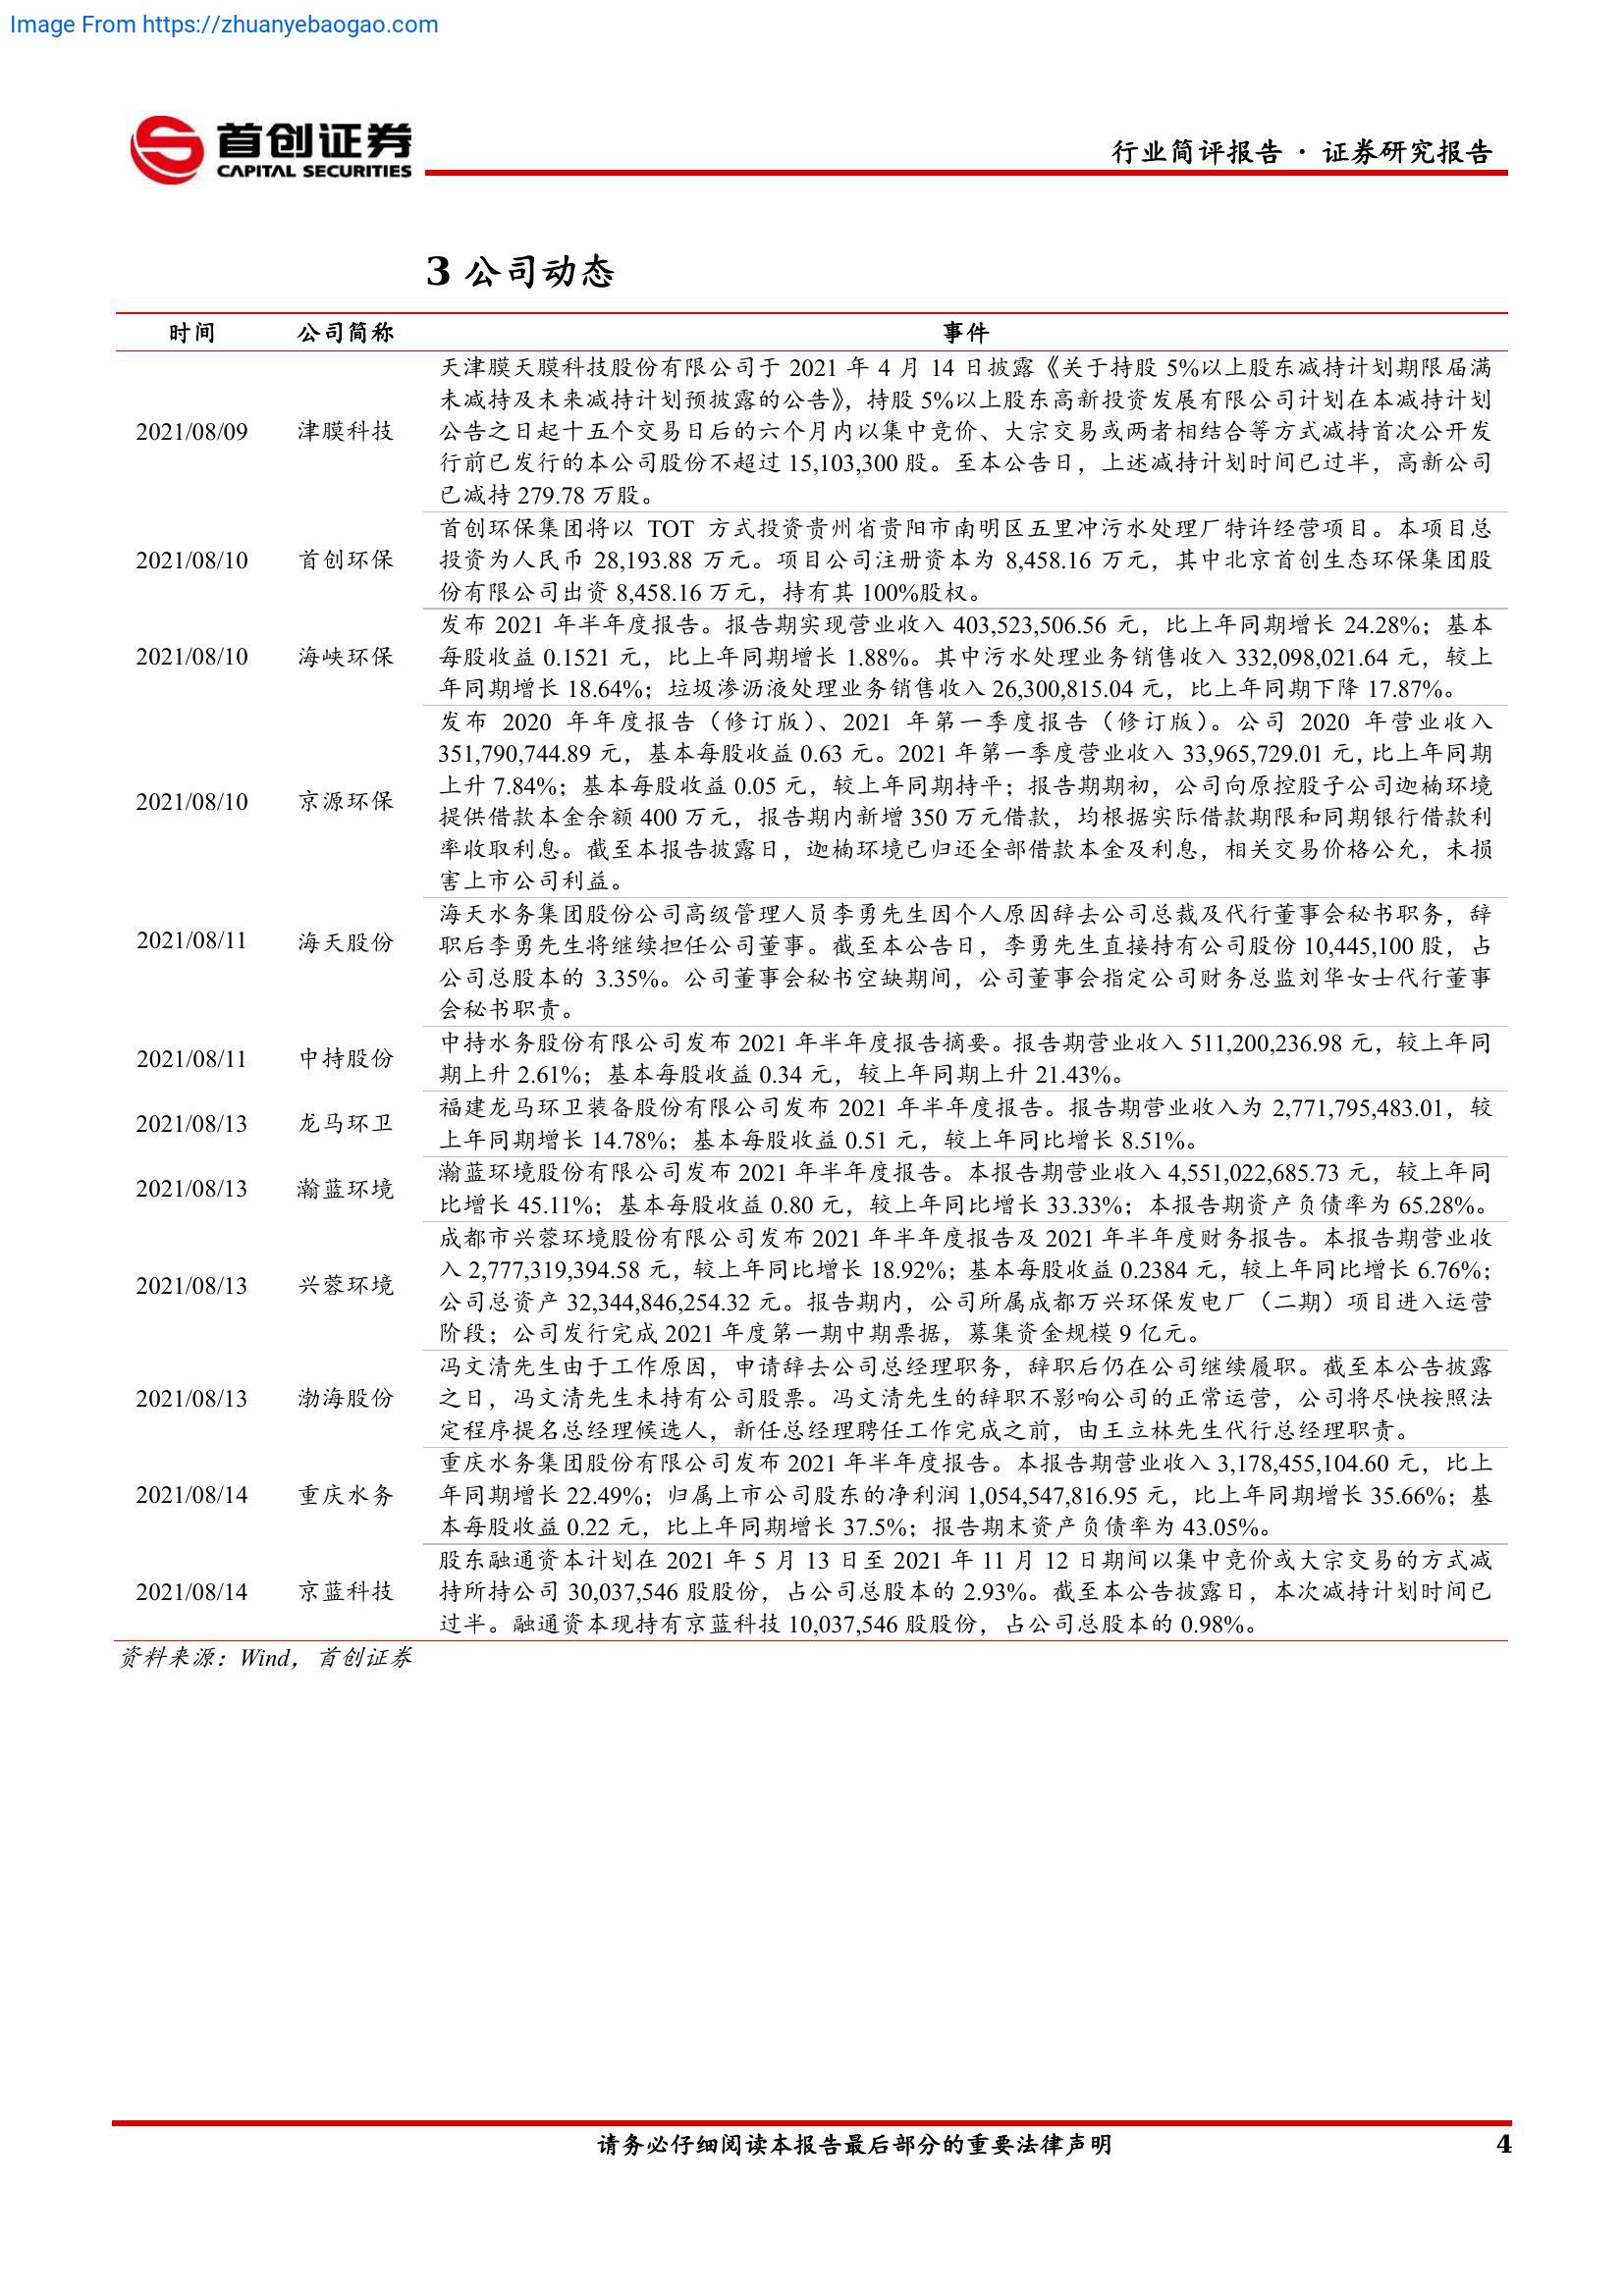 Image From https://zhuanyebaogao.com
首创证券
CAPITAL SECURITIES
行业简评报告 · 证券研究报告
3 公司动态
时间 公司简称 事件
2021/08/09 津膜科技
天津膜天膜科技股份有限公司于 2021 年 4 月 14 日披露《关于持股 5%以上股东减持计划期限届满
未减持及未来减持计划预披露的公告》，持股 5%以上股东高新投资发展有限公司计划在本减持计划
公告之日起十五个交易日后的六个月内以集中竞价、大宗交易或两者相结合等方式减持首次公开发
行前已发行的本公司股份不超过 15,103,300 股。至本公告日，上述减持计划时间已过半，高新公司
已减持 279.78 万股。
2021/08/10 首创环保
首创环保集团将以 TOT 方式投资贵州省贵阳市南明区五里冲污水处理厂特许经营项目。本项目总
投资为人民币 28,193.88 万元。项目公司注册资本为 8,458.16 万元，其中北京首创生态环保集团股
份有限公司出资 8,458.16 万元，持有其 100%股权。
2021/08/10 海峡环保
发布 2021 年半年度报告。报告期实现营业收入 403,523,506.56 元，比上年同期增长 24.28%；基本
每股收益 0.1521 元，比上年同期增长 1.88%。其中污水处理业务销售收入 332,098,021.64 元，较上
年同期增长 18.64%；垃圾渗沥液处理业务销售收入 26,300,815.04 元，比上年同期下降 17.87%。
2021/08/10 京源环保
发布 2020 年年度报告（修订版）、2021 年第一季度报告（修订版）。公司 2020 年营业收入
351,790,744.89 元，基本每股收益 0.63 元。2021 年第一季度营业收入 33,965,729.01 元，比上年同期
上升 7.84%；基本每股收益 0.05 元，较上年同期持平；报告期期初，公司向原控股子公司迦楠环境
提供借款本金余额 400 万元，报告期内新增 350 万元借款，均根据实际借款期限和同期银行借款利
率收取利息。截至本报告披露日，迦楠环境已归还全部借款本金及利息，相关交易价格公允，未损
害上市公司利益。
2021/08/11 海天股份
海天水务集团股份公司高级管理人员李勇先生因个人原因辞去公司总裁及代行董事会秘书职务，辞
职后李勇先生将继续担任公司董事。截至本公告日，李勇先生直接持有公司股份 10,445,100 股，占
公司总股本的 3.35%。公司董事会秘书空缺期间，公司董事会指定公司财务总监刘华女士代行董事
会秘书职责。
2021/08/11 中持股份
中持水务股份有限公司发布 2021 年半年度报告摘要。报告期营业收入 511,200,236.98 元，较上年同
期上升 2.61%；基本每股收益 0.34 元，较上年同期上升 21.43%。
2021/08/13 龙马环卫
福建龙马环卫装备股份有限公司发布 2021 年半年度报告。报告期营业收入为 2,771,795,483.01，较
上年同期增长 14.78%；基本每股收益 0.51 元，较上年同比增长 8.51%。
2021/08/13 瀚蓝环境
瀚蓝环境股份有限公司发布 2021 年半年度报告。本报告期营业收入 4,551,022,685.73 元，较上年同
比增长 45.11%；基本每股收益 0.80 元，较上年同比增长 33.33%；本报告期资产负债率为 65.28%。
2021/08/13 兴蓉环境
成都市兴蓉环境股份有限公司发布 2021 年半年度报告及 2021 年半年度财务报告。本报告期营业收
入 2,777,319,394.58 元，较上年同比增长 18.92%；基本每股收益 0.2384 元，较上年同比增长 6.76%；
公司总资产 32,344,846,254.32 元。报告期内，公司所属成都万兴环保发电厂（二期）项目进入运营
阶段；公司发行完成 2021 年度第一期中期票据，募集资金规模 9 亿元。
2021/08/13 渤海股份
冯文清先生由于工作原因，申请辞去公司总经理职务，辞职后仍在公司继续履职。截至本公告披露
之日，冯文清先生未持有公司股票。冯文清先生的辞职不影响公司的正常运营，公司将尽快按照法
定程序提名总经理候选人，新任总经理聘任工作完成之前，由王立林先生代行总经理职责。
2021/08/14 重庆水务
重庆水务集团股份有限公司发布 2021 年半年度报告。本报告期营业收入 3,178,455,104.60 元，比上
年同期增长 22.49%；归属上市公司股东的净利润 1,054,547,816.95 元，比上年同期增长 35.66%；基
本每股收益 0.22 元，比上年同期增长 37.5%；报告期末资产负债率为 43.05%。
2021/08/14 京蓝科技
股东融通资本计划在 2021 年 5 月 13 日至 2021 年 11 月 12 日期间以集中竞价或大宗交易的方式减
持所持公司 30,037,546 股股份，占公司总股本的 2.93%。截至本公告披露日，本次减持计划时间已
过半。融通资本现持有京蓝科技 10,037,546 股股份，占公司总股本的 0.98%。
资料来源：Wind，首创证券
请务必仔细阅读本报告最后部分的重要法律声明 4